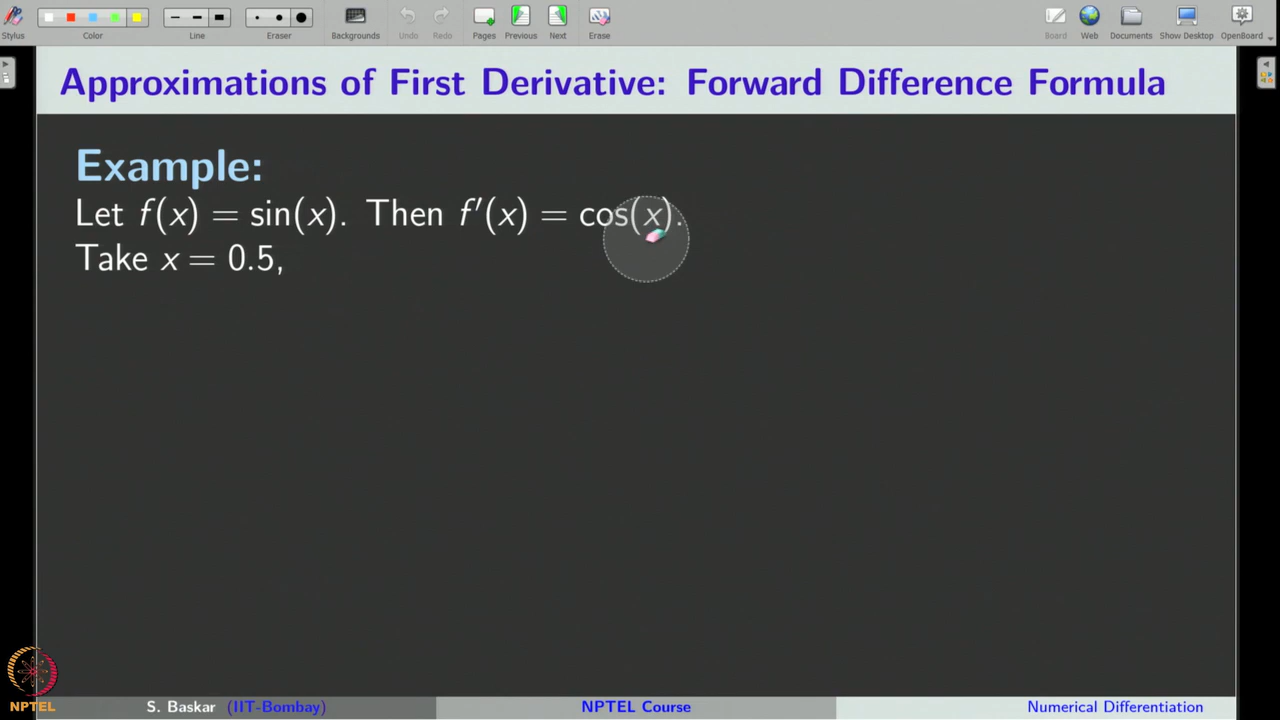 Stylus
Color
Line
Eraser
Backgrounds
Undo
Redo
Pages
Previous
Next
Erase
Board
Web
Documents
Show Desktop
OpenBoard
Approximations of First Derivative: Forward Difference Formula
Example:
Let f(x) = sin(x). Then f′(x) = cos(x).
Take x = 0.5,
NPTEL
S. Baskar (IIT-Bombay)
NPTEL Course
Numerical Differentiation